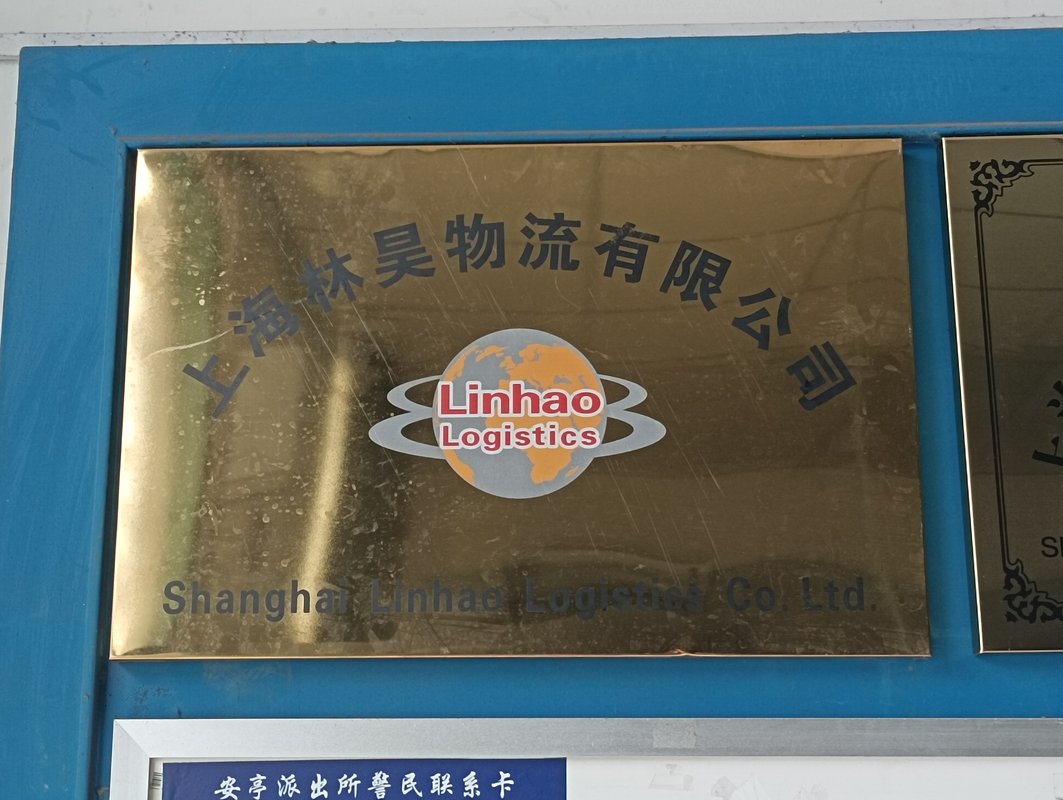 上海林昊物流有限公司
Linhao
Logistics
Shanghai Linhao Logistics Co. Ltd.
安亭派出所警民联系卡